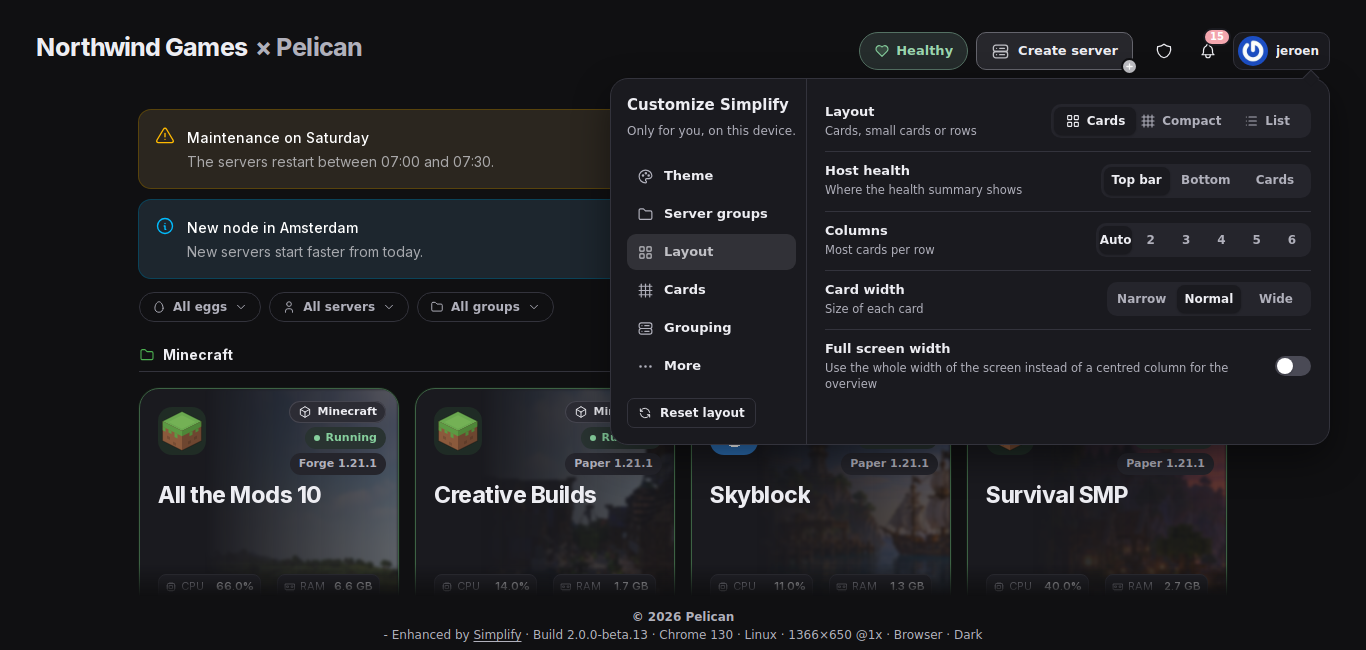 Northwind Games × Pelican
Healthy
Create server
15
jeroen
Maintenance on Saturday
The servers restart between 07:00 and 07:30.
New node in Amsterdam
New servers start faster from today.
All eggs
All servers
All groups
Minecraft
Customize Simplify
Only for you, on this device.
Theme
Server groups
Layout
Cards
Grouping
More
Reset layout
Layout
Cards, small cards or rows
Cards Compact List
Host health
Where the health summary shows
Top bar Bottom Cards
Columns
Most cards per row
Auto 2 3 4 5 6
Card width
Size of each card
Narrow Normal Wide
Full screen width
Use the whole width of the screen instead of a centred column for the
overview
Minecraft
Running
Forge 1.21.1
All the Mods 10
CPU 66.0% RAM 6.6 GB
Paper 1.21.1
Creative Builds
CPU 14.0% RAM 1.7 GB
Paper 1.21.1
Skyblock
CPU 11.0% RAM 1.3 GB
Paper 1.21.1
Survival SMP
CPU 40.0% RAM 2.7 GB
© 2026 Pelican
- Enhanced by Simplify · Build 2.0.0-beta.13 · Chrome 130 · Linux · 1366×650 @1x · Browser · Dark